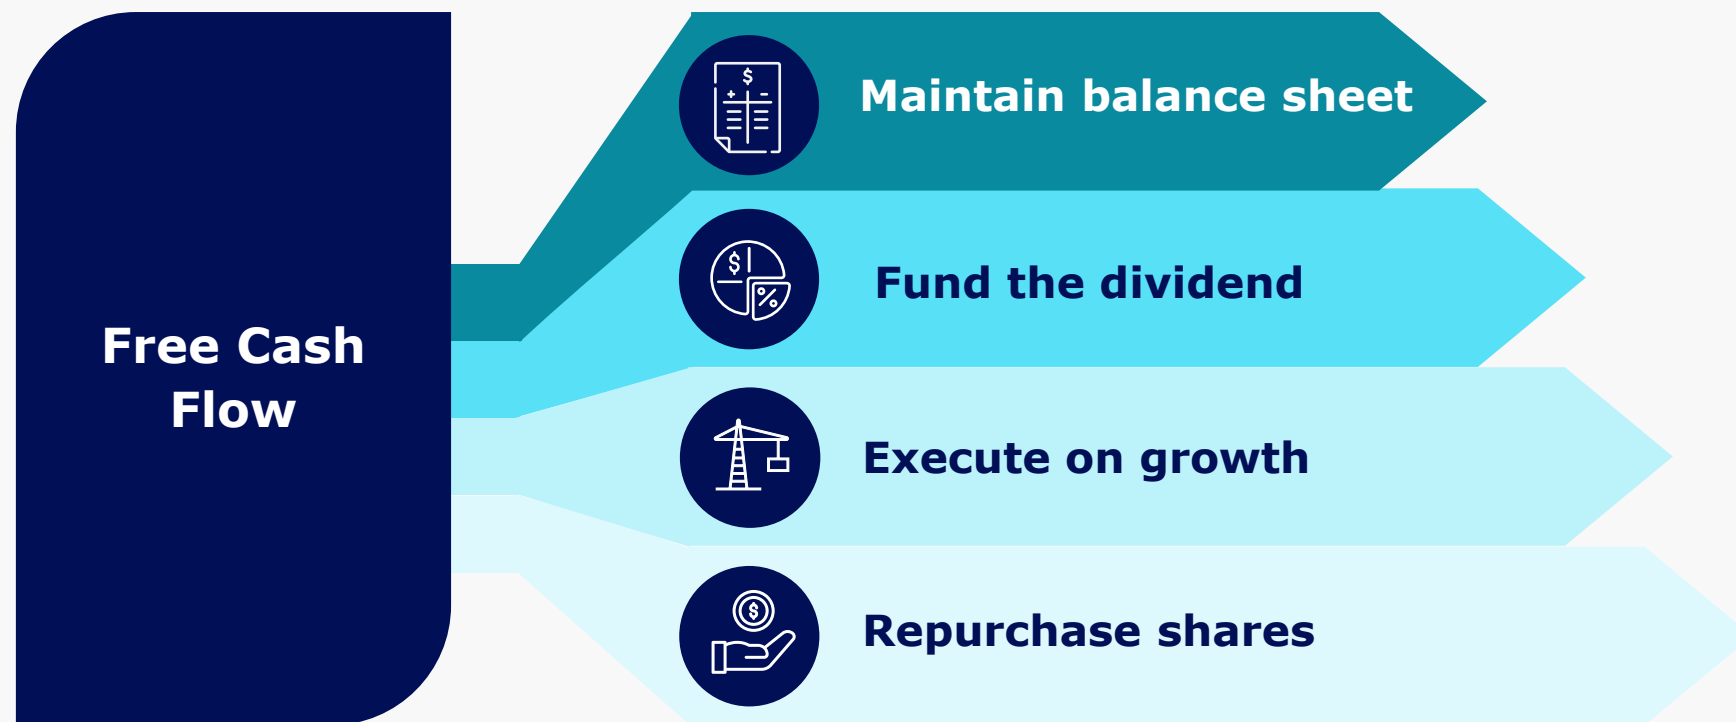 Free Cash
Flow
Maintain balance sheet
Fund the dividend
Execute on growth
Repurchase shares